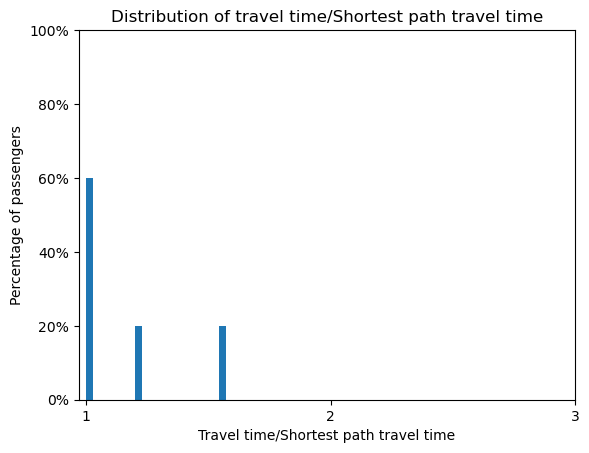 Distribution of travel time/Shortest path travel time
100%
80%
60%
40%
20%
0%
Percentage of passengers
1 2 3
Travel time/Shortest path travel time